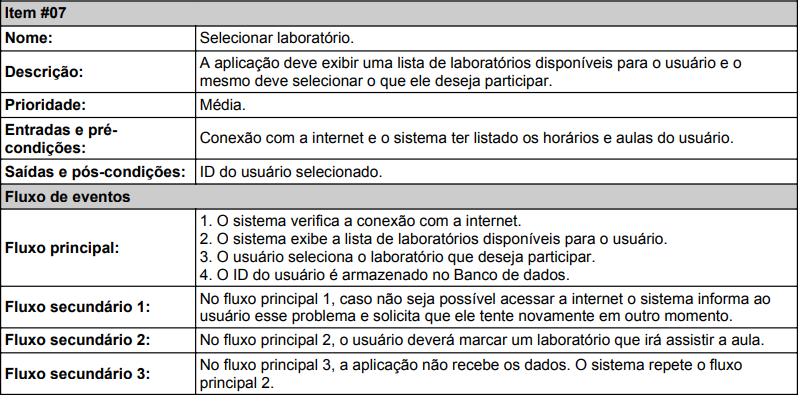 Item #07
Nome: Selecionar laboratório.
Descrição: A aplicação deve exibir uma lista de laboratórios disponíveis para o usuário e o
mesmo deve selecionar o que ele deseja participar.
Prioridade: Média.
Entradas e pré-
condições: Conexão com a internet e o sistema ter listado os horários e aulas do usuário.
Saídas e pós-condições: ID do usuário selecionado.
Fluxo de eventos
Fluxo principal: 1. O sistema verifica a conexão com a internet.
2. O sistema exibe a lista de laboratórios disponíveis para o usuário.
3. O usuário seleciona o laboratório que deseja participar.
4. O ID do usuário é armazenado no Banco de dados.
Fluxo secundário 1: No fluxo principal 1, caso não seja possível acessar a internet o sistema informa ao
usuário esse problema e solicita que ele tente novamente em outro momento.
Fluxo secundário 2: No fluxo principal 2, o usuário deverá marcar um laboratório que irá assistir a aula.
Fluxo secundário 3: No fluxo principal 3, a aplicação não recebe os dados. O sistema repete o fluxo
principal 2.